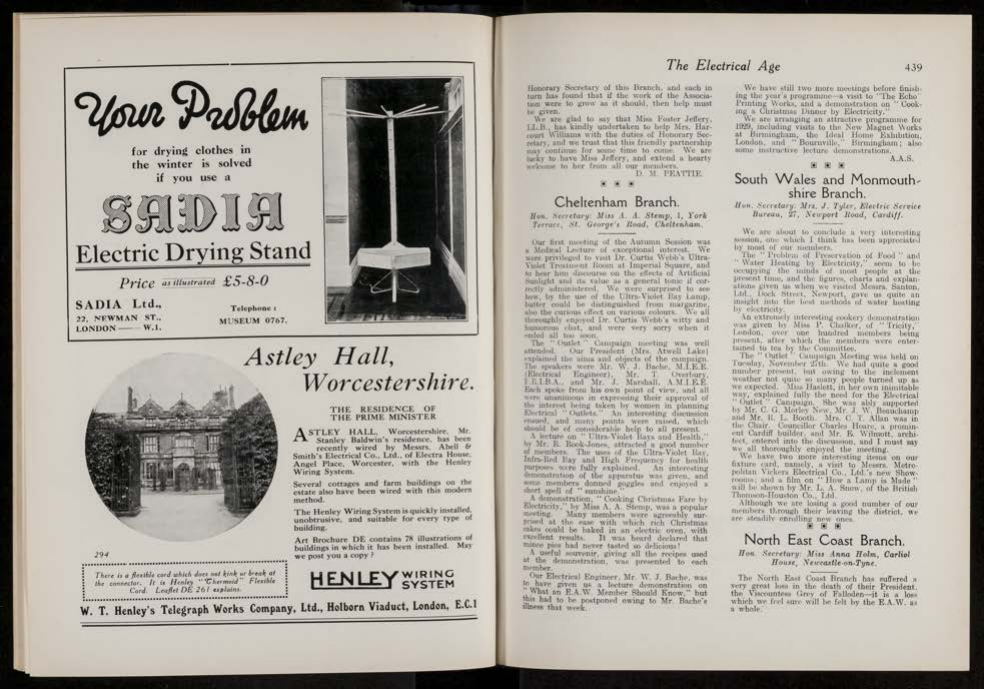 Your Problem
for drying clothes in
the winter is solved
if you use a
SADIA
Electric Drying Stand
Price as illustrated £5-8-0
SADIA Ltd.,
22, NEWMAN ST.,
LONDON — W.1.
Telephone :
MUSEUM 0767.
Astley Hall,
Worcestershire.
THE RESIDENCE OF
THE PRIME MINISTER
ASTLEY HALL, Worcestershire, Mr.
Stanley Baldwin's residence, has been
recently wired by Messrs. Abell &
Smith's Electrical Co., Ltd., of Electra House,
Angel Place, Worcester, with the Henley
Wiring System.
Several cottages and farm buildings on the
estate also have been wired with this modern
method.
The Henley Wiring System is quickly installed,
unobtrusive, and suitable for every type of
building.
Art Brochure DE contains 78 illustrations of
buildings in which it has been installed. May
we post you a copy ?
294
There is a flexible cord which does not kink or break at
the connector. It is Henley "Charmoid" Flexible
Cord. Leaflet DE 261 explains.
HENLEY WIRING SYSTEM
W. T. Henley's Telegraph Works Company, Ltd., Holborn Viaduct, London, E.C.1
The Electrical Age
439
Honorary Secretary of this Branch, and each in
turn has found that if the work of the Associa-
tion were to grow as it should, then help must
be given.
We are glad to say that Miss Foster Jeffery,
LL.B., has kindly undertaken to help Mrs. Har-
court Williams with the duties of Honorary Sec-
retary, and we trust that this friendly partnership
may continue for some time to come. We are
lucky to have Miss Jeffery, and extend a hearty
welcome to her from all our members.
D. M. PEATTIE.
Cheltenham Branch.
Hon. Secretary: Miss A. A. Stemp, 1, York
Terrace, St. George's Road, Cheltenham.
Our first meeting of the Autumn Session was
a Medical Lecture of exceptional interest. We
were privileged to visit Dr. Curtis Webb's Ultra-
Violet Treatment Room at Imperial Square, and
to hear him discourse on the effects of Artificial
Sunlight and its value as a general tonic if cor-
rectly administered. We were surprised to see
how, by the use of the Ultra-Violet Ray Lamp,
butter could be distinguished from margarine,
also the curious effect on various colours. We all
thoroughly enjoyed Dr. Curtis Webb's witty and
humorous chat, and were very sorry when it
ended all too soon.
The "Outlet" Campaign meeting was well
attended. Our President (Mrs. Atwell Lake)
explained the aims and objects of the campaign.
The speakers were Mr. W. J. Bache, M.I.E.E.
(Electrical Engineer), Mr. T. Overbury,
F.R.I.B.A., and Mr. J. Marshall, A.M.I.E.E.
Each spoke from his own point of view, and all
were unanimous in expressing their approval of
the interest being taken by women in planning
Electrical "Outlets." An interesting discussion
ensued, and many points were raised, which
should be of considerable help to all present.
A lecture on "Ultra-Violet Rays and Health,"
by Mr. E. Rook-Jones, attracted a good number
of members. The uses of the Ultra-Violet Ray,
Infra-Red Ray and High Frequency for health
purposes were fully explained. An interesting
demonstration of the apparatus was given, and
some members donned goggles and enjoyed a
short spell of "sunshine."
A demonstration, "Cooking Christmas Fare by
Electricity," by Miss A. A. Stemp, was a popular
meeting. Many members were agreeably sur-
prised at the ease with which rich Christmas
cakes could be baked in an electric oven, with
excellent results. It was heard declared that
mince pies had never tasted so delicious!
A useful souvenir, giving all the recipes used
at the demonstration, was presented to each
member.
Our Electrical Engineer, Mr. W. J. Bache, was
to have given us a lecture demonstration on
"What an E.A.W. Member Should Know," but
this had to be postponed owing to Mr. Bache's
illness that week.
We have still two more meetings before finish-
ing the year's programme—a visit to "The Echo"
Printing Works, and a demonstration on "Cook-
ing a Christmas Dinner by Electricity."
We are arranging an attractive programme for
1929, including visits to the New Magnet Works
at Birmingham, the Ideal Home Exhibition,
London, and "Bournville," Birmingham; also
some instructive lecture demonstrations.
A.A.S.
South Wales and Monmouth-
shire Branch.
Hon. Secretary: Mrs. J. Tyler, Electric Service
Bureau, 27, Newport Road, Cardiff.
We are about to conclude a very interesting
session, one which I think has been appreciated
by most of our members.
The "Problem of Preservation of Food" and
"Water Heating by Electricity," seem to be
occupying the minds of most people at the
present time, and the figures, charts and explan-
ations given us when we visited Messrs. Santon,
Ltd., Dock Street, Newport, gave us quite an
insight into the best methods of water heating
by electricity.
An extremely interesting cookery demonstration
was given by Miss P. Chalker, of "Tricity,"
London, over one hundred members being
present, after which the members were enter-
tained to tea by the Committee.
The "Outlet" Campaign Meeting was held on
Tuesday, November 27th. We had quite a good
number present, but owing to the inclement
weather not quite so many people turned up as
we expected. Miss Haslett, in her own inimitable
way, explained fully the need for the Electrical
"Outlet" Campaign. She was ably supported
by Mr. C. G. Morley New, Mr. J. W. Beauchamp
and Mr. R. L. Booth. Mrs. C. T. Allan was in
the Chair. Councillor Charles Hoare, a promin-
ent Cardiff builder, and Mr. E. Wilmott, archi-
tect, entered into the discussion, and I must say
we all thoroughly enjoyed the meeting.
We have two more interesting items on our
fixture card, namely, a visit to Messrs. Metro-
politan Vickers Electrical Co., Ltd.'s new Show-
rooms; and a film on "How a Lamp is Made"
will be shown by Mr. L. A. Snow, of the British
Thomson-Houston Co., Ltd.
Although we are losing a good number of our
members through their leaving the district, we
are steadily enrolling new ones.
North East Coast Branch.
Hon. Secretary: Miss Anna Holm, Carliol
House, Newcastle-on-Tyne.
The North East Coast Branch has suffered a
very great loss in the death of their President,
the Viscountess Grey of Falloden—it is a loss
which we feel sure will be felt by the E.A.W. as
a whole.